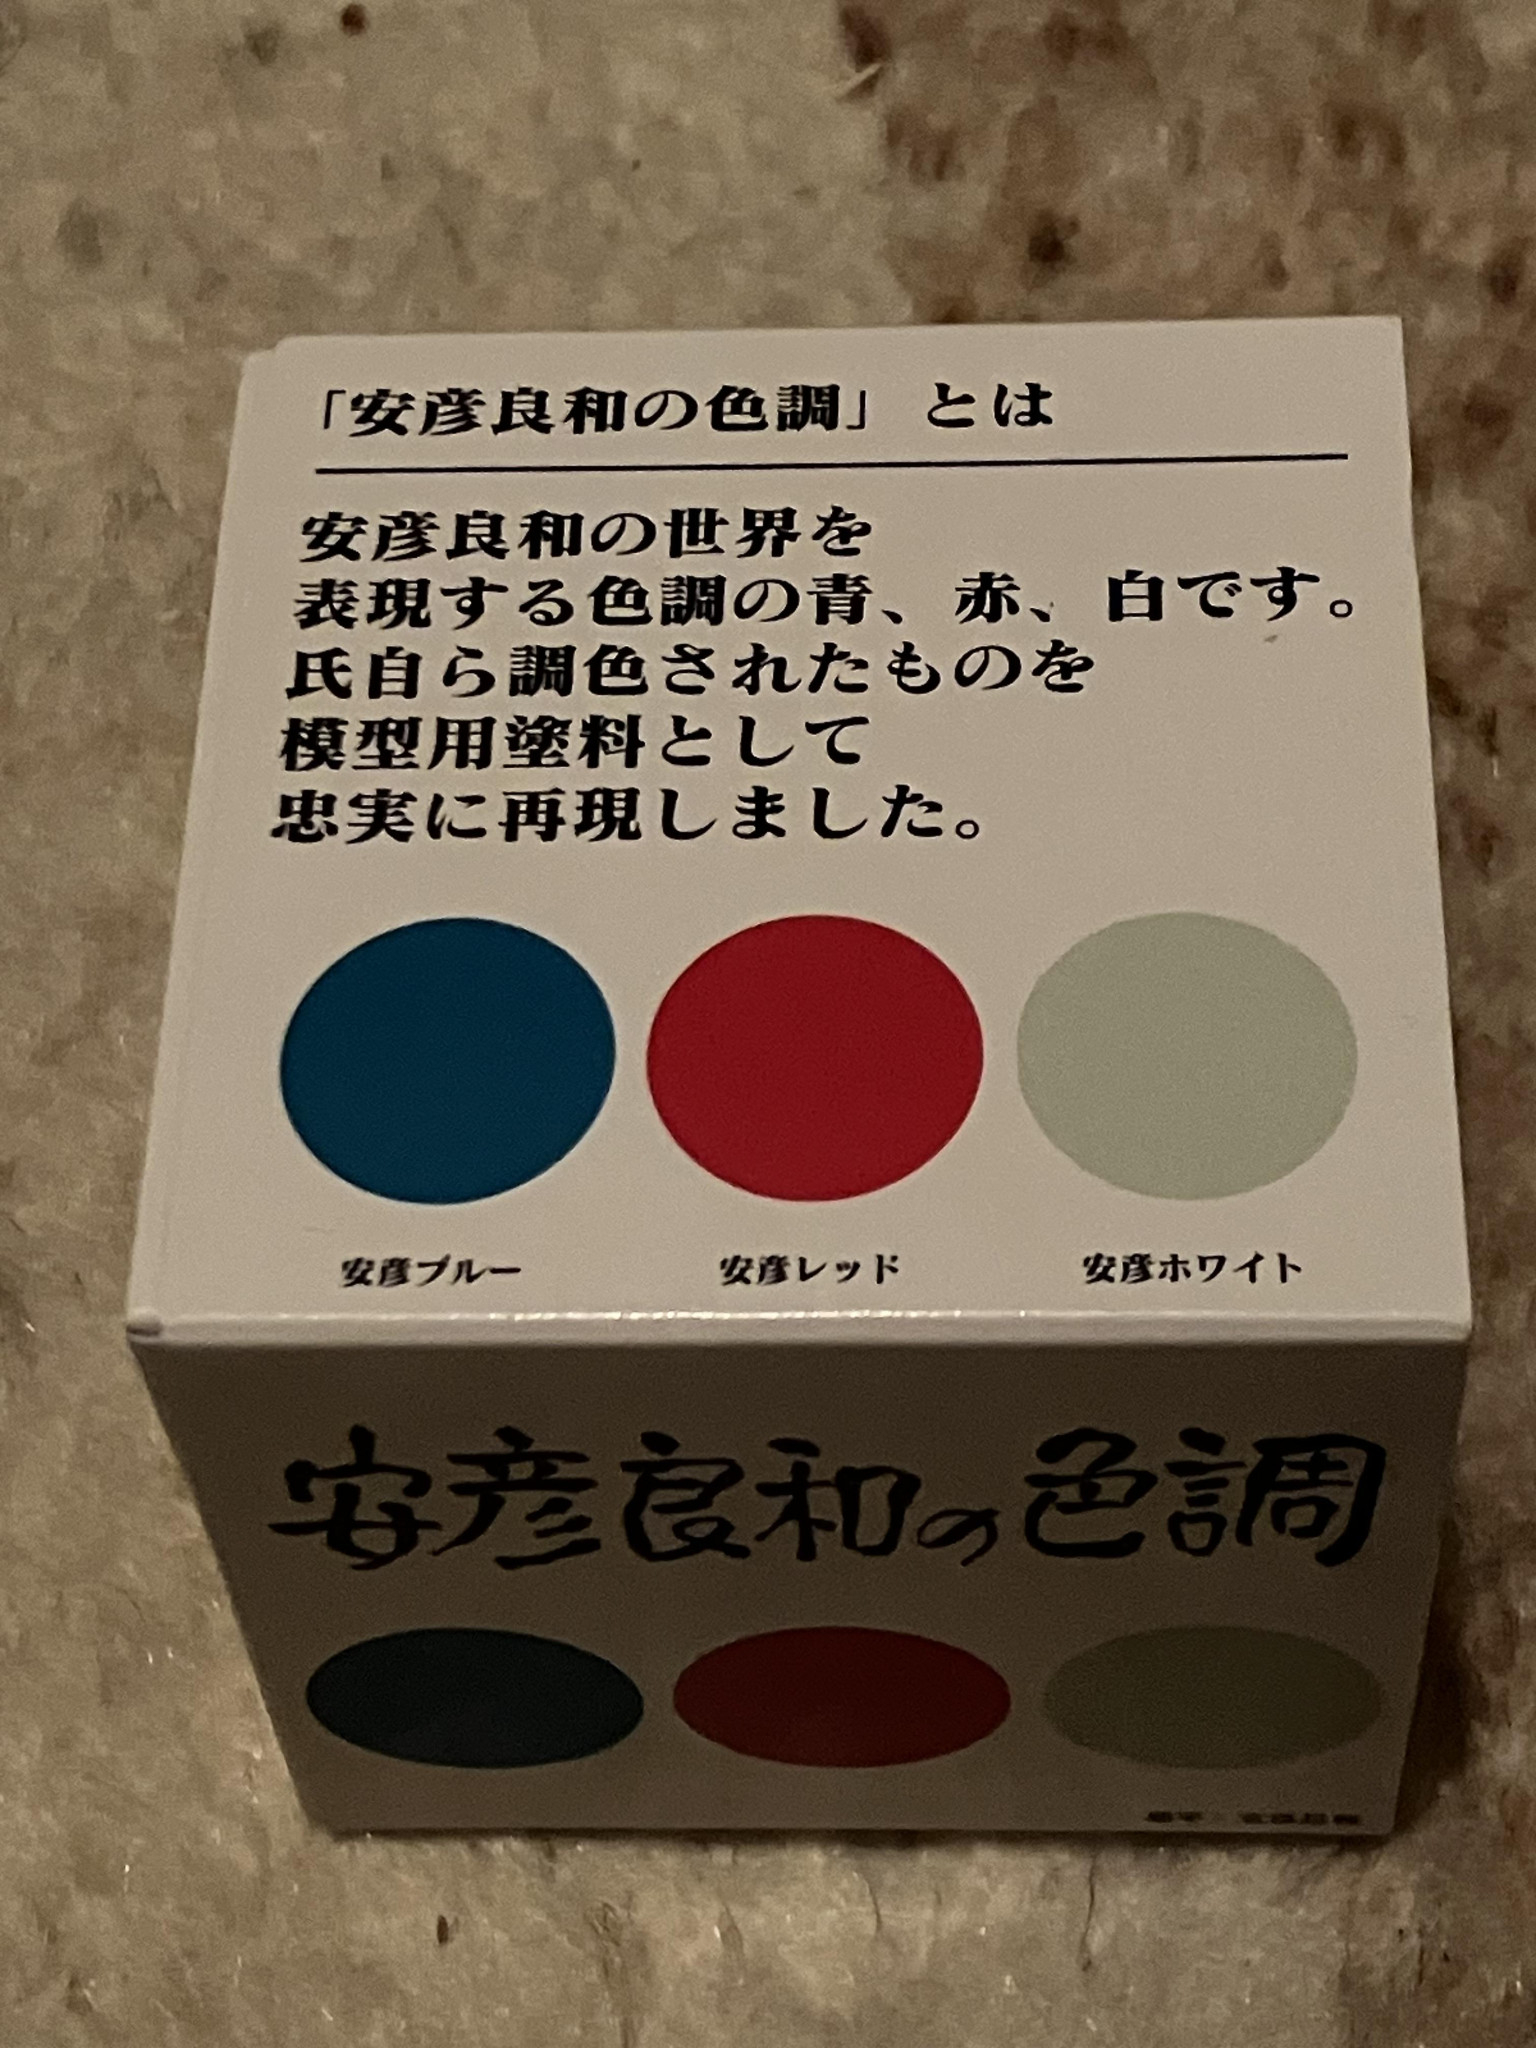 「安彦良和の色調」とは
安彦良和の世界を
表現する色調の青、赤、白です。
氏自ら調色されたものを
模型用塗料として
忠実に再現しました。
安彦ブルー 安彦レッド 安彦ホワイト
安彦良和の色調